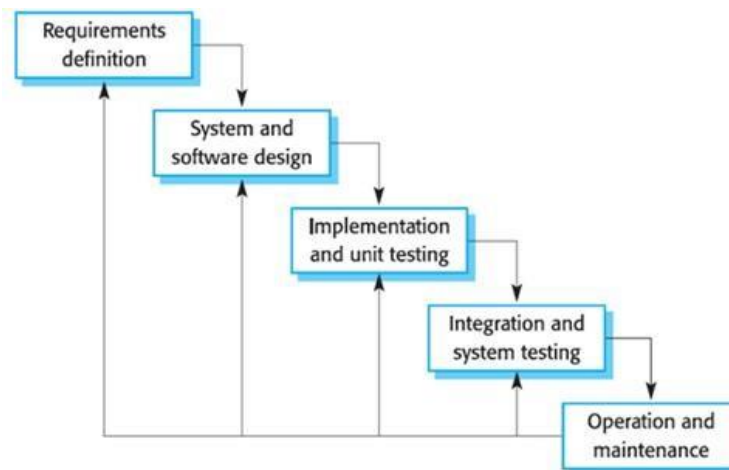 Requirements
definition
System and
software design
Implementation
and unit testing
Integration and
system testing
Operation and
maintenance